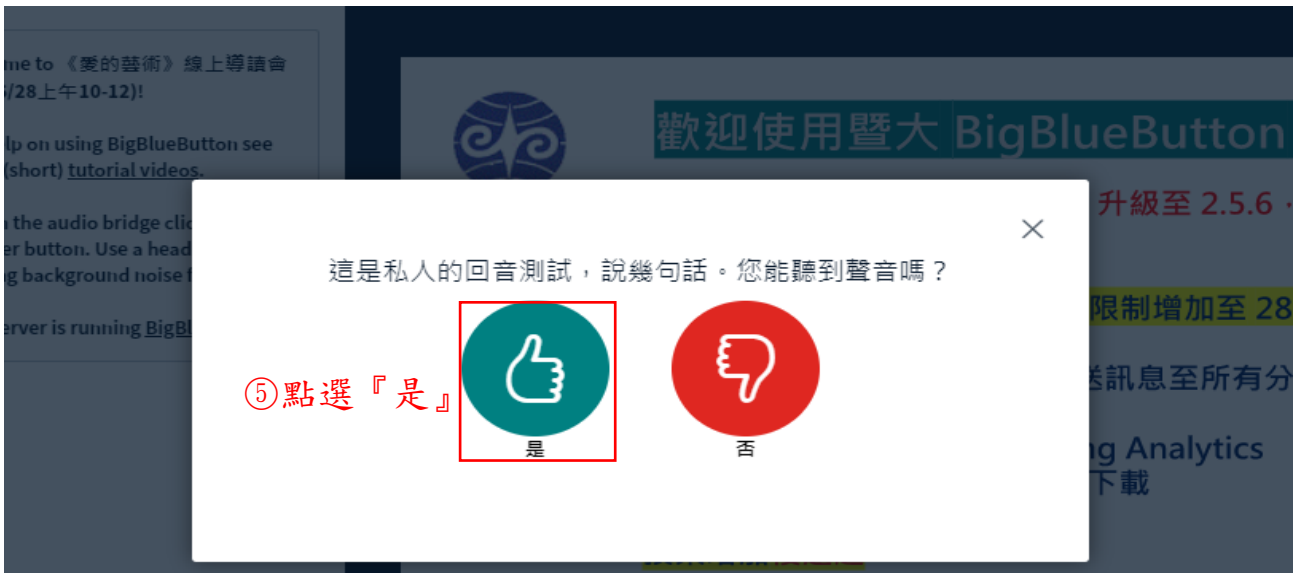 me to 《愛的藝術》線上導讀會
/28上午10-12)!
lp on using BigBlueButton see
(short) tutorial videos.
the audio bridge clic
er button. Use a head
g background noise f
erver is running BigBl
歡迎使用暨大 BigBlueButton
升級至 2.5.6
限制增加至 28
送訊息至所有分
ng Analytics
下載
這是私人的回音測試，說幾句話。您能聽到聲音嗎？
⑤點選『是』
是
否